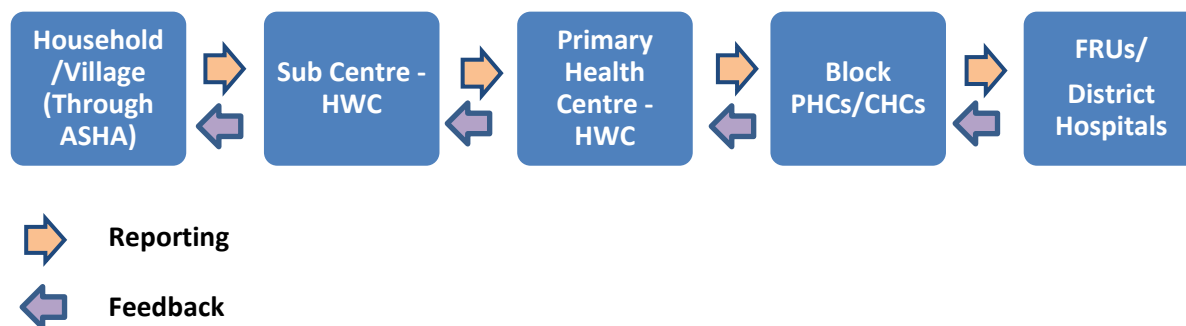 Household
/Village
(Through
ASHA)
Sub Centre -
HWC
Primary
Health
Centre -
HWC
Block
PHCs/CHCs
FRUs/
District
Hospitals
Reporting
Feedback